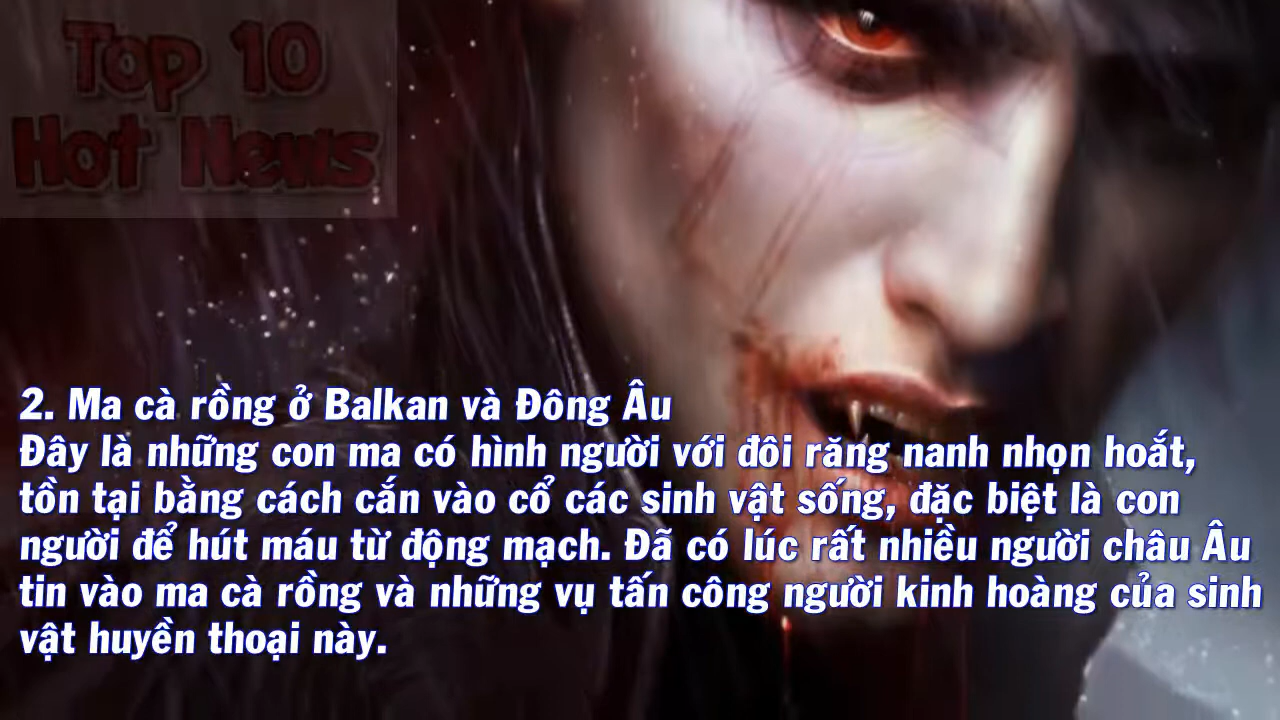 Top 10
Hot News
2. Ma cà rồng ở Balkan và Đông Âu
Đây là những con ma có hình người với đôi răng nanh nhọn hoắt,
tồn tại bằng cách cắn vào cổ các sinh vật sống, đặc biệt là con
người để hút máu từ động mạch. Đã có lúc rất nhiều người châu Âu
tin vào ma cà rồng và những vụ tấn công người kinh hoàng của sinh
vật huyền thoại này.